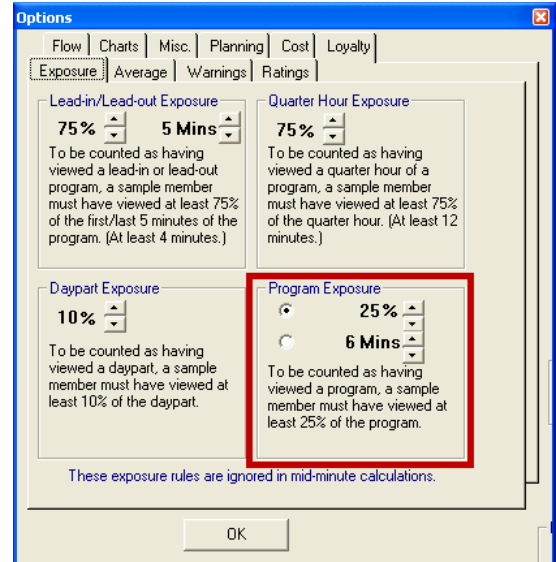 Options
Flow
Charts
Misc.
Planning
Cost
Loyalty
Exposure
Average
Warnings
Ratings
Lead-in/Lead-out Exposure
75%
5 Mins
To be counted as having
viewed a lead-in or lead-out
program, a sample member
must have viewed at least 75%
of the first/last 5 minutes of the
program. (At least 4 minutes.)
Quarter Hour Exposure
75%
To be counted as having
viewed a quarter hour of a
program, a sample member
must have viewed at least 75%
of the quarter hour. (At least 12
minutes.)
Daypart Exposure
10%
To be counted as having
viewed a daypart, a sample
member must have viewed at
least 10% of the daypart.
Program Exposure
25%
6 Mins
To be counted as having
viewed a program, a sample
member must have viewed at
least 25% of the program.
These exposure rules are ignored in mid-minute calculations.
OK